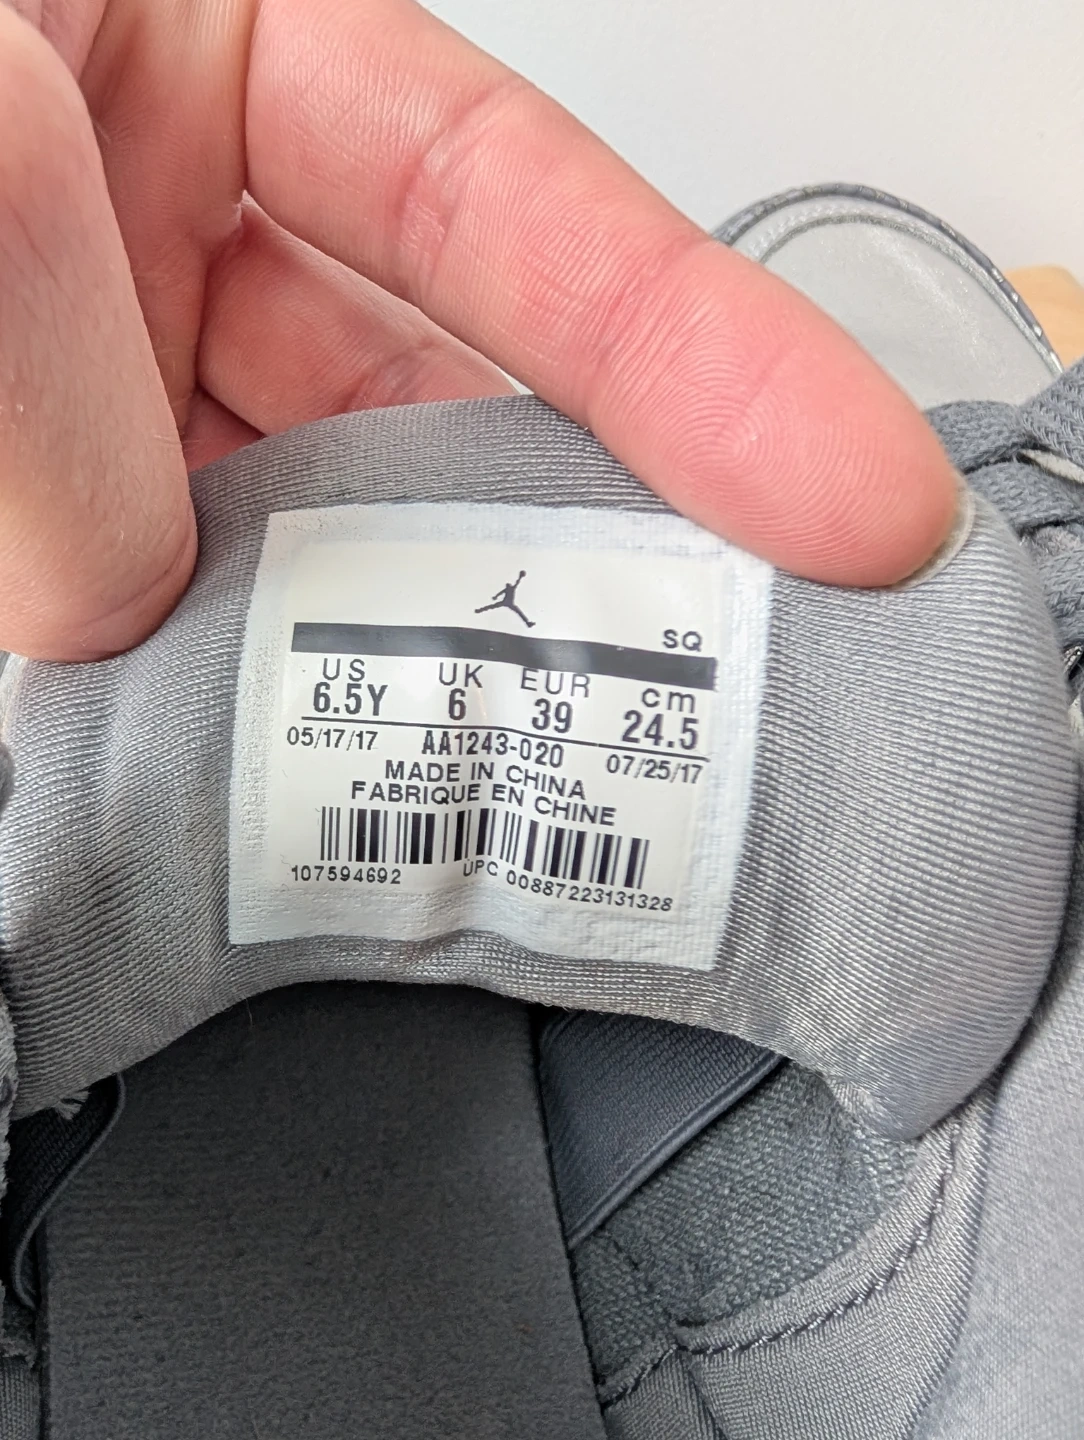 SQ
US UK EUR cm
6.5Y 6 39 24.5
05/17/17 AA1243-020 07/25/17
MADE IN CHINA
FABRIQUE EN CHINE
107594692 UPC 00887223131328